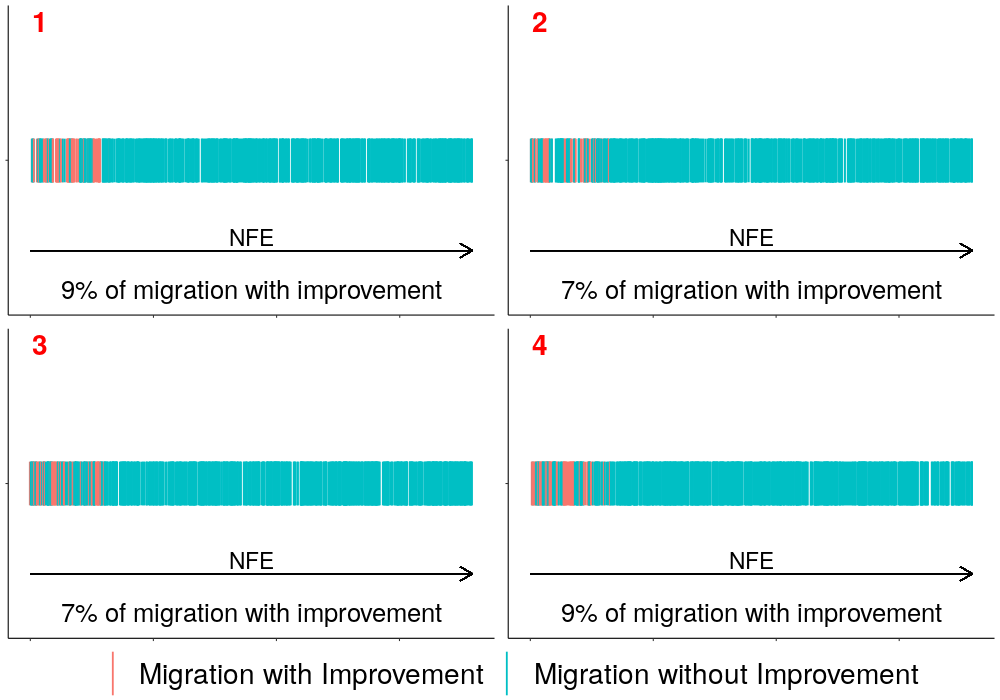 1
NFE
9% of migration with improvement
2
NFE
7% of migration with improvement
3
NFE
7% of migration with improvement
4
NFE
9% of migration with improvement
Migration with Improvement
Migration without Improvement